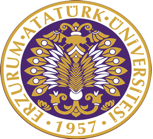 ERZURUM · ATATÜRK · ÜNİVERSİTESİ
· 1957 ·